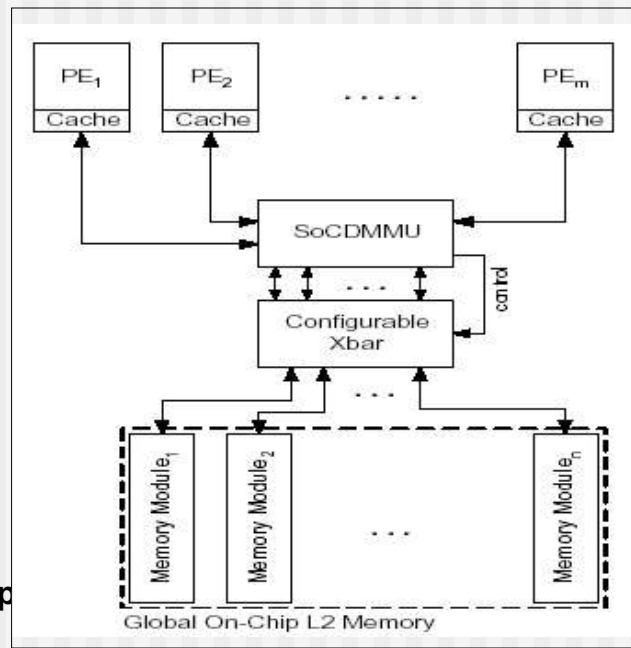 PE₁ PE₂ . . . . . PEₘ
Cache Cache Cache
SoCDMMU
. . .
control
Configurable
Xbar
. . .
Memory Module₁ Memory Module₂ . . . Memory Moduleₙ
p
Global On-Chip L2 Memory